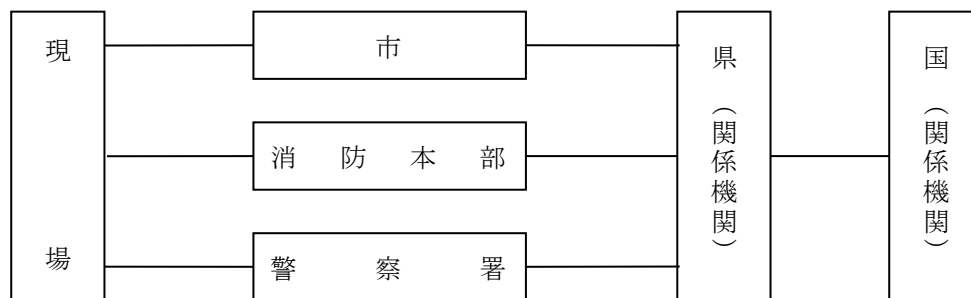 現場
市
消防本部
警察署
県（関係機関）
国（関係機関）